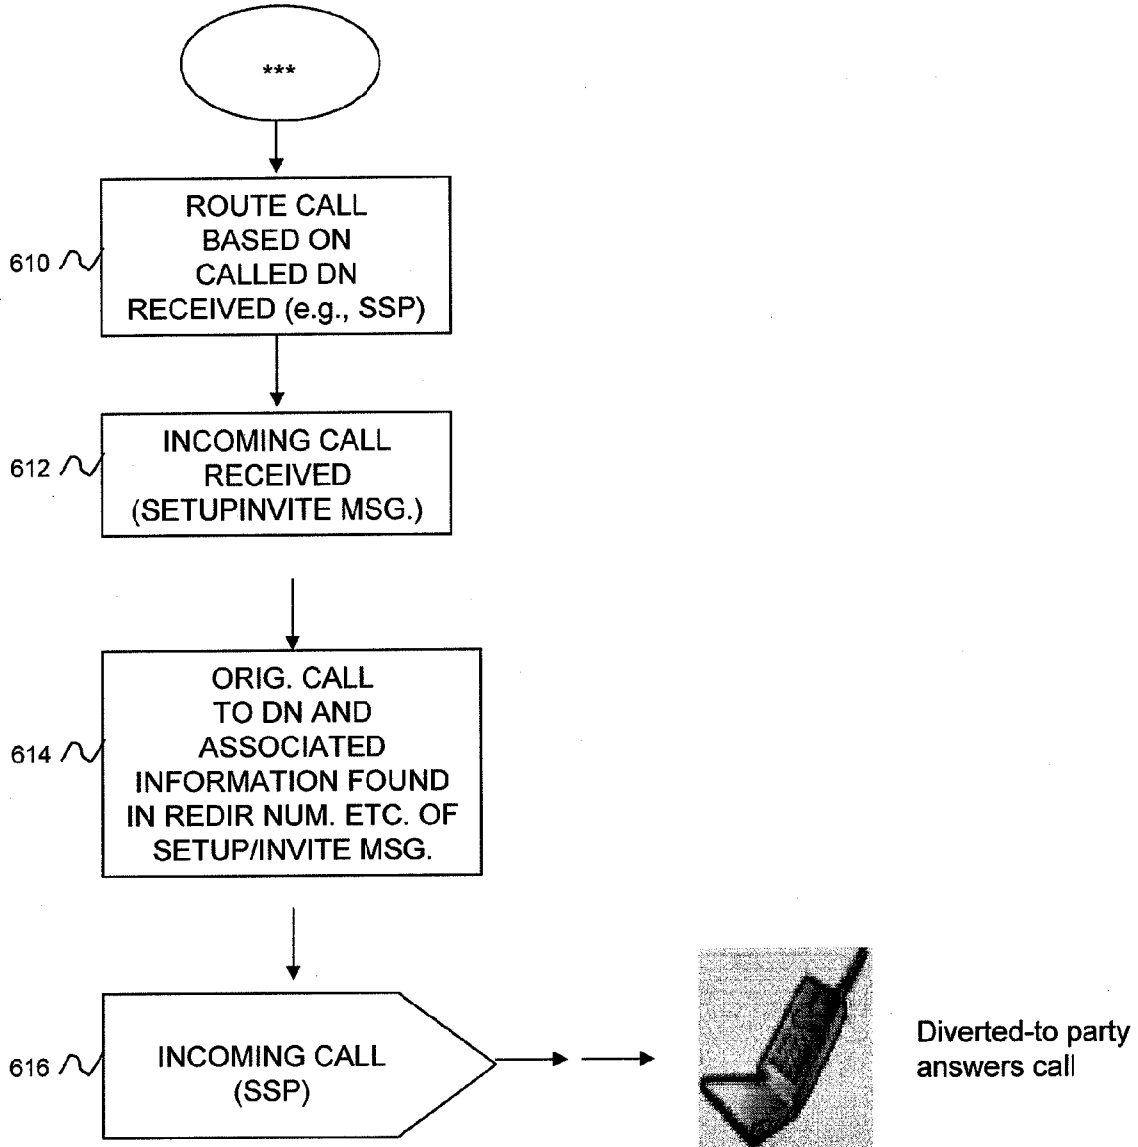 ***
ROUTE CALL
BASED ON
CALLED DN
RECEIVED (e.g., SSP)
610
INCOMING CALL
RECEIVED
(SETUPINVITE MSG.)
612
ORIG. CALL
TO DN AND
ASSOCIATED
INFORMATION FOUND
IN REDIR NUM. ETC. OF
SETUP/INVITE MSG.
614
INCOMING CALL
(SSP)
616
Diverted-to party
answers call